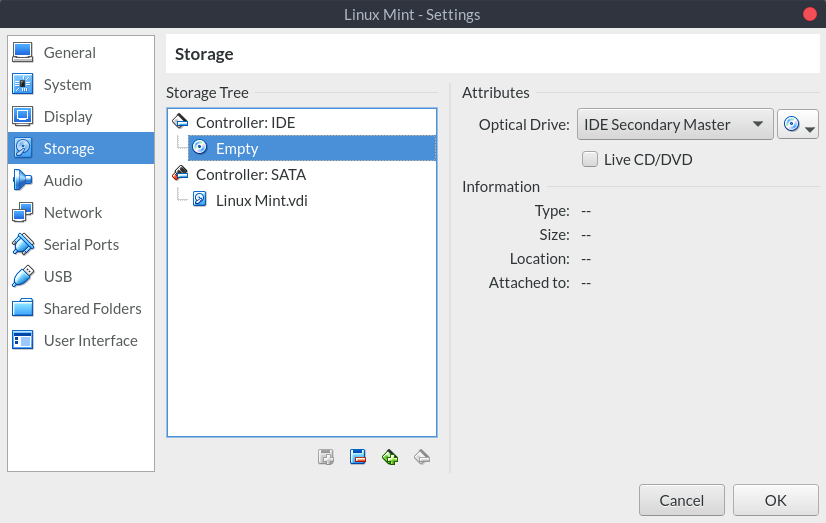 Linux Mint - Settings
General
System
Display
Storage
Audio
Network
Serial Ports
USB
Shared Folders
User Interface
Storage
Storage Tree
Controller: IDE
Empty
Controller: SATA
Linux Mint.vdi
Attributes
Optical Drive: IDE Secondary Master
Live CD/DVD
Information
Type: --
Size: --
Location: --
Attached to: --
Cancel
OK